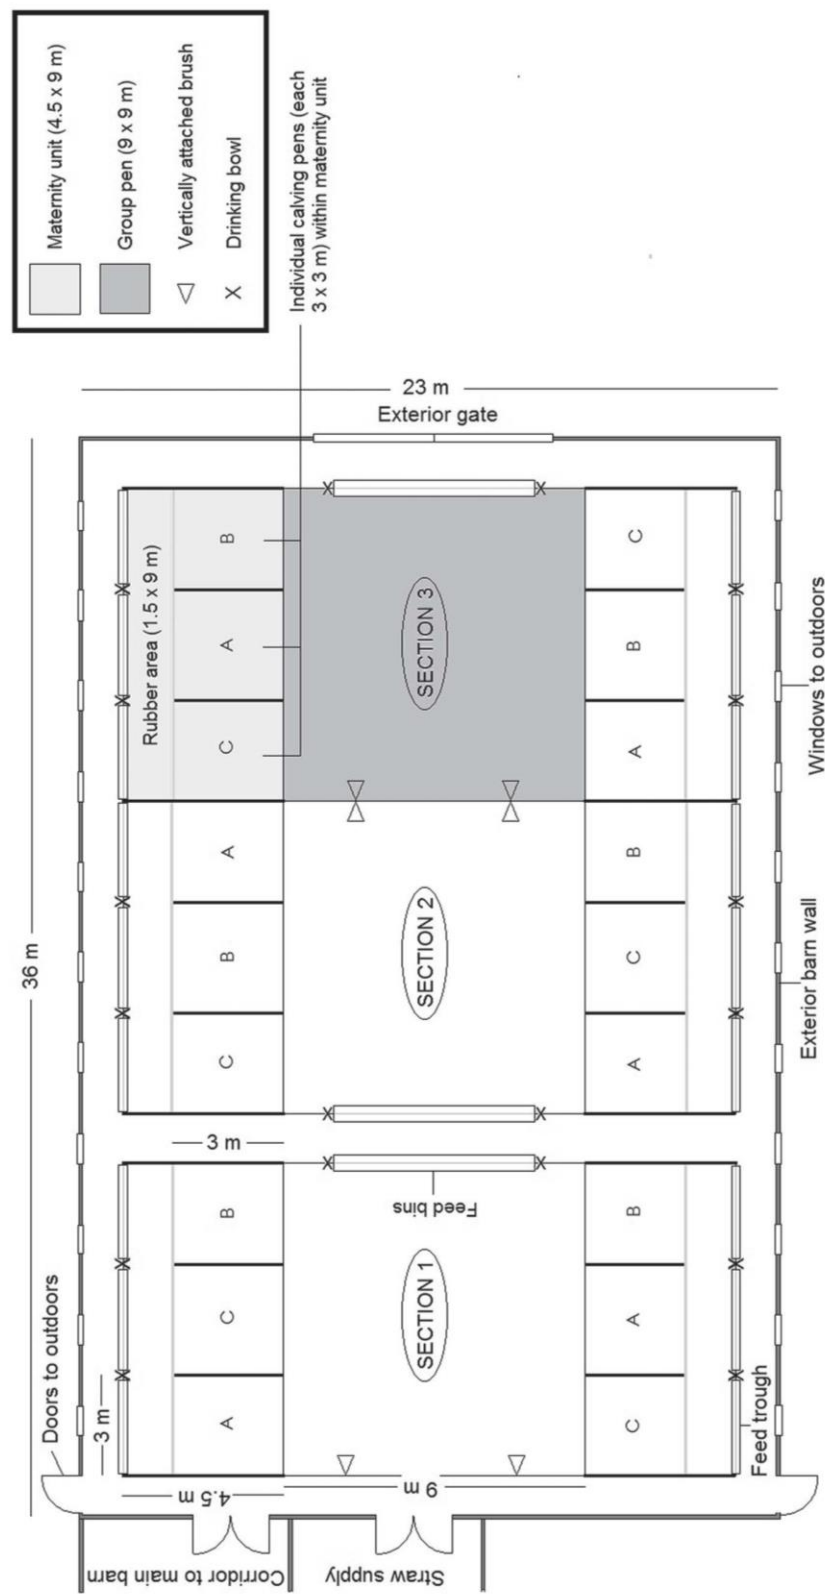 Maternity unit (4.5 x 9 m)
Group pen (9 x 9 m)
Vertically attached brush
X Drinking bowl
Individual calving pens (each
3 x 3 m) within maternity unit
36 m
23 m
Exterior gate
Doors to outdoors
3 m
Rubber area (1.5 x 9 m)
A
C
B
C
B
A
C
A
B
3 m
4.5 m
9 m
Corridor to main barn
Straw supply
SECTION 1
SECTION 2
SECTION 3
Feed bins
X
X
X
X
X
X
X
X
X
X
X
X
C
A
B
A
C
B
A
B
C
X
X
X
X
X
X
Feed trough
Exterior barn wall
Windows to outdoors